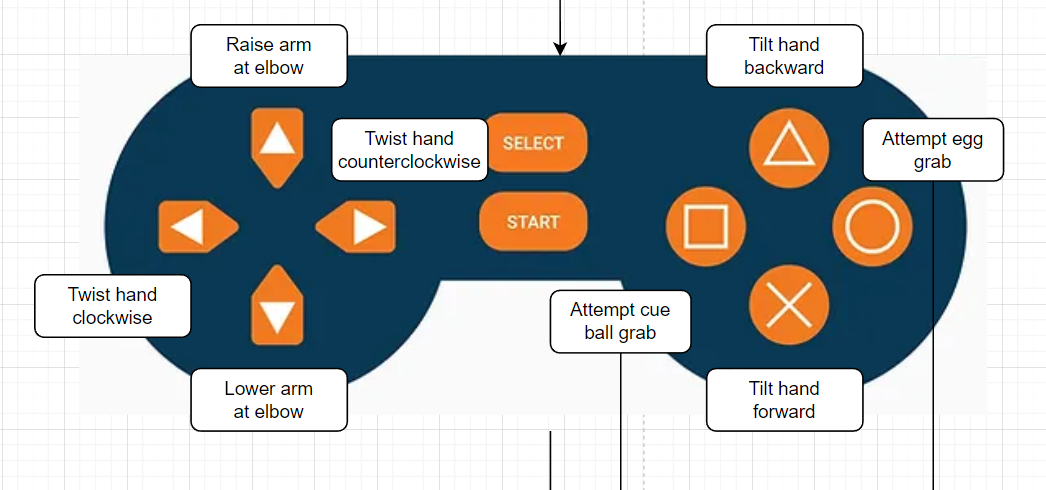 Raise arm
at elbow
Tilt hand
backward
Twist hand
counterclockwise
SELECT
Attempt egg
grab
START
Twist hand
clockwise
Attempt cue
ball grab
Lower arm
at elbow
Tilt hand
forward